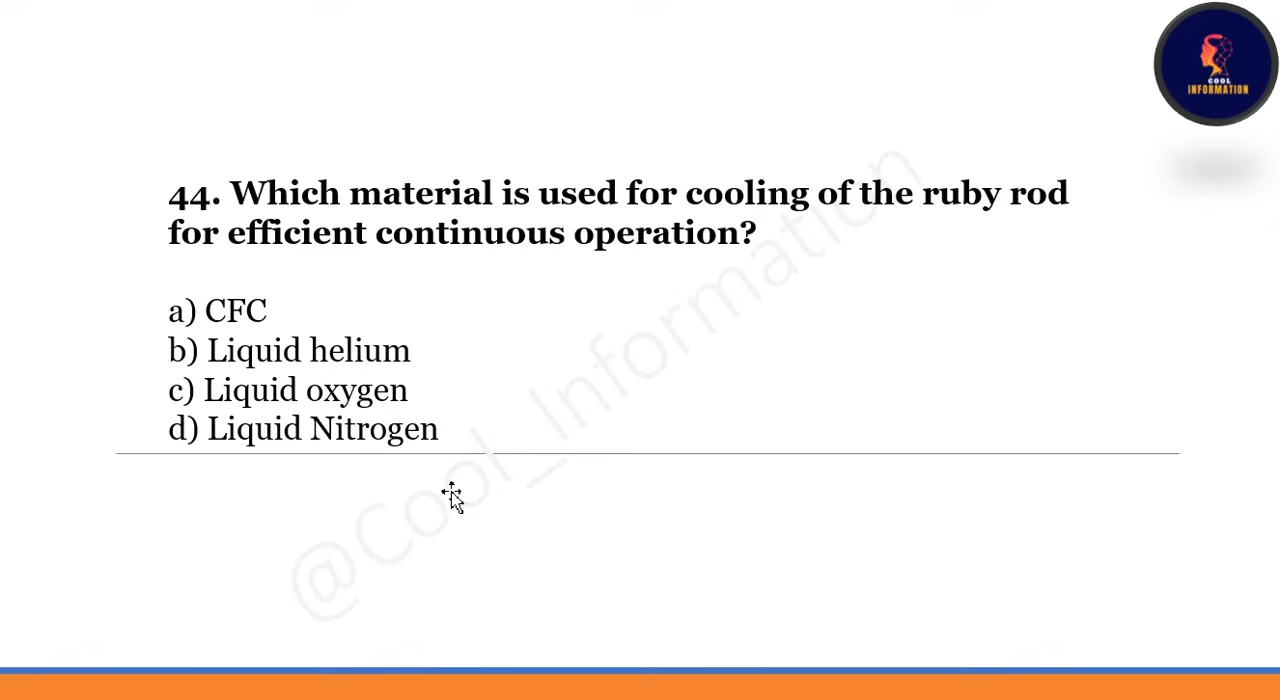 COOL
INFORMATION
44. Which material is used for cooling of the ruby rod
for efficient continuous operation?
a) CFC
b) Liquid helium
c) Liquid oxygen
d) Liquid Nitrogen
@Cool_Information